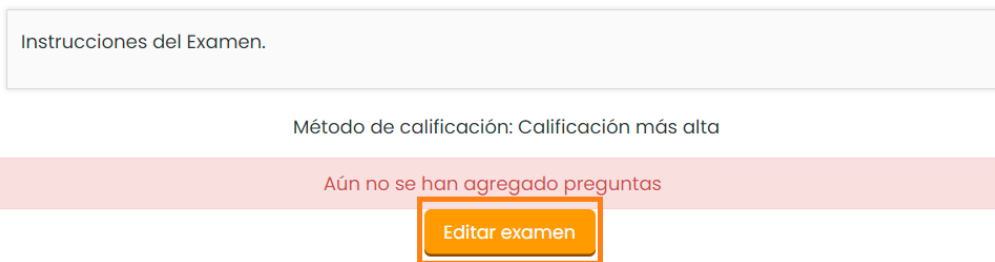 Instrucciones del Examen.
Método de calificación: Calificación más alta
Aún no se han agregado preguntas
Editar examen